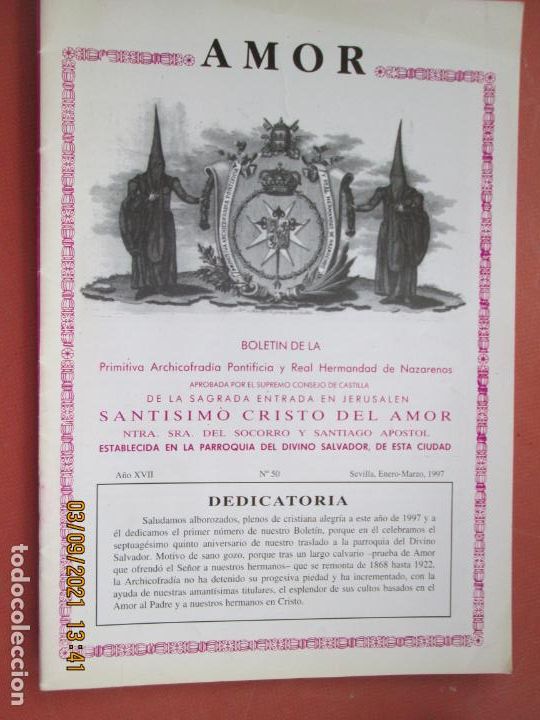 AMOR
BOLETIN DE LA
Primitiva Archicofradia Pontificia y Real Hermandad de Nazarenos
APROBADA POR EL SUPREMO CONSEJO DE CASTILLA
DE LA SAGRADA ENTRADA EN JERUSALEN
SANTISIMO CRISTO DEL AMOR
NTRA. SRA. DEL SOCORRO Y SANTIAGO APOSTOL
ESTABLECIDA EN LA PARROQUIA DEL DIVINO SALVADOR, DE ESTA CIUDAD
Año XVII Nº 50 Sevilla, Enero-Marzo, 1997
DEDICATORIA
Saludamos alborozados, plenos de cristiana alegría a este año de 1997 y a
él dedicamos el primer número de nuestro Boletín, porque en él celebramos el
septuagésimo quinto aniversario de nuestro traslado a la parroquia del Divino
Salvador. Motivo de sano gozo, porque tras un largo calvario –prueba de Amor
que ofrendó el Señor a nuestros hermanos– que se remonta de 1868 hasta 1922,
la Archicofradía no ha detenido su progesiva piedad y ha incrementado, con la
ayuda de nuestras amantísimas titulares, el esplendor de sus cultos basados en el
Amor al Padre y a nuestros hermanos en Cristo.
03/09/2021 13:41
todocoleccion